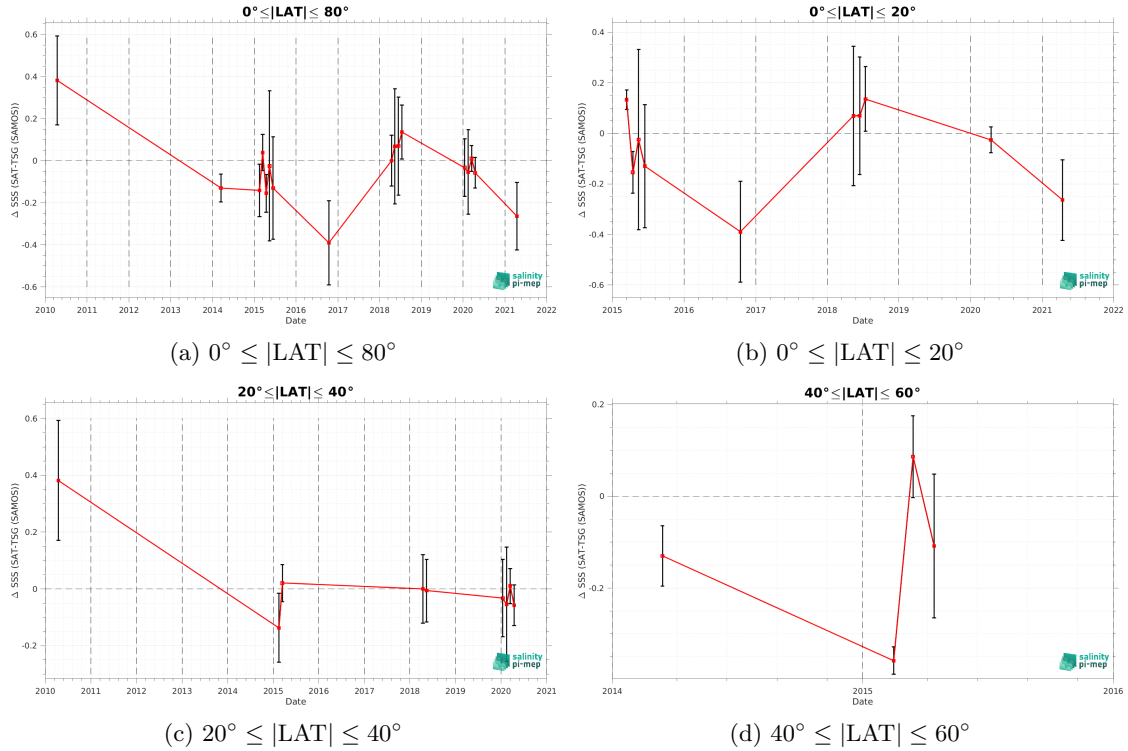 0°≤|LAT|≤ 80°
Δ SSS (SAT-TSG (SAMOS))
0.6
0.4
0.2
0
-0.2
-0.4
-0.6
2010 2011 2012 2013 2014 2015 2016 2017 2018 2019 2020 2021 2022
Date
salinity
pi-mep
(a) 0° ≤ |LAT| ≤ 80°
0°≤|LAT|≤ 20°
Δ SSS (SAT-TSG (SAMOS))
0.4
0.2
0
-0.2
-0.4
-0.6
2015 2016 2017 2018 2019 2020 2021 2022
Date
salinity
pi-mep
(b) 0° ≤ |LAT| ≤ 20°
20°≤|LAT|≤ 40°
Δ SSS (SAT-TSG (SAMOS))
0.6
0.4
0.2
0
-0.2
2010 2011 2012 2013 2014 2015 2016 2017 2018 2019 2020 2021
Date
salinity
pi-mep
(c) 20° ≤ |LAT| ≤ 40°
40°≤|LAT|≤ 60°
Δ SSS (SAT-TSG (SAMOS))
0.2
0
-0.2
2014 2015 2016
Date
salinity
pi-mep
(d) 40° ≤ |LAT| ≤ 60°